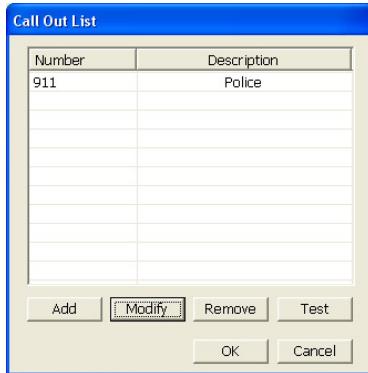 Call Out List
Number Description
911 Police
Add Modify Remove Test
OK Cancel